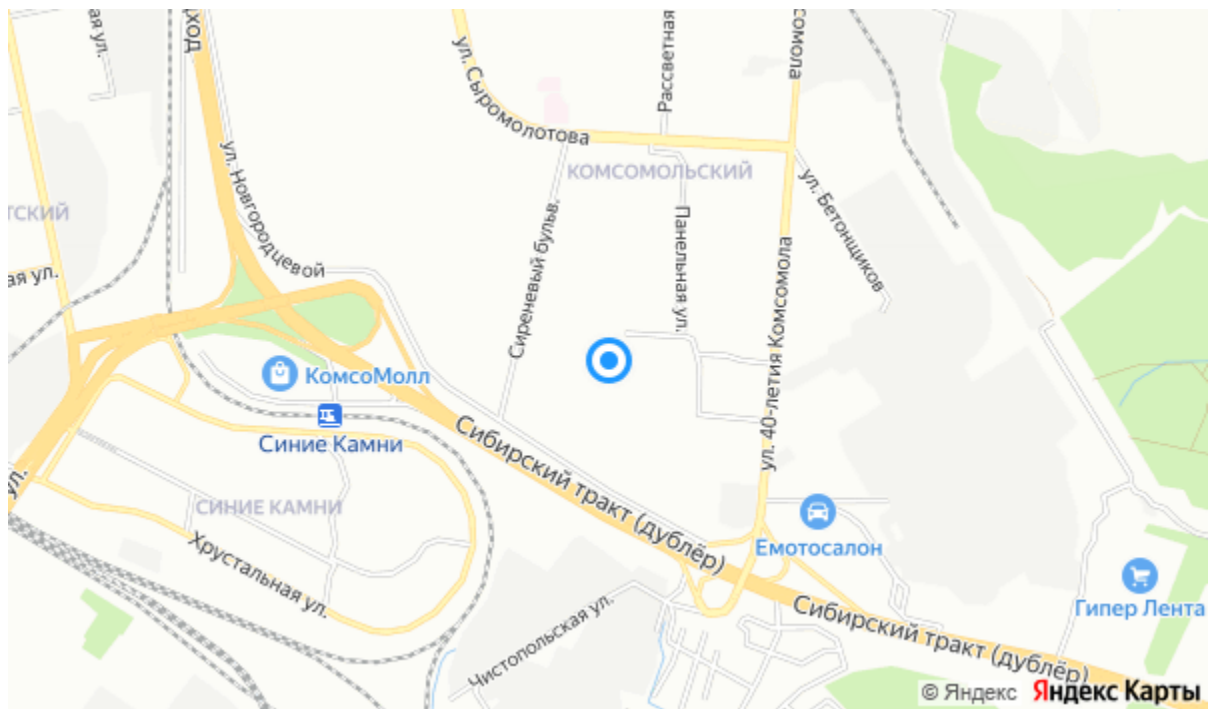 ход
ул.
ул. Сыромолотова
Рассветная
омола
КОМСОМОЛЬСКИЙ
ул. Новгородцевой
Сиреневый бульв.
Панельная ул.
ул. Бетонщиков
ТСКИЙ
ая ул.
ул. 40-летия Комсомола
КомсоМолл
Синие Камни
Сибирский тракт (дублёр)
ул.
СИНИЕ КАМНИ
Хрустальная ул.
Емотосалон
Чистопольская ул.
Сибирский тракт (дублёр)
Гипер Лента
© Яндекс Яндекс Карты